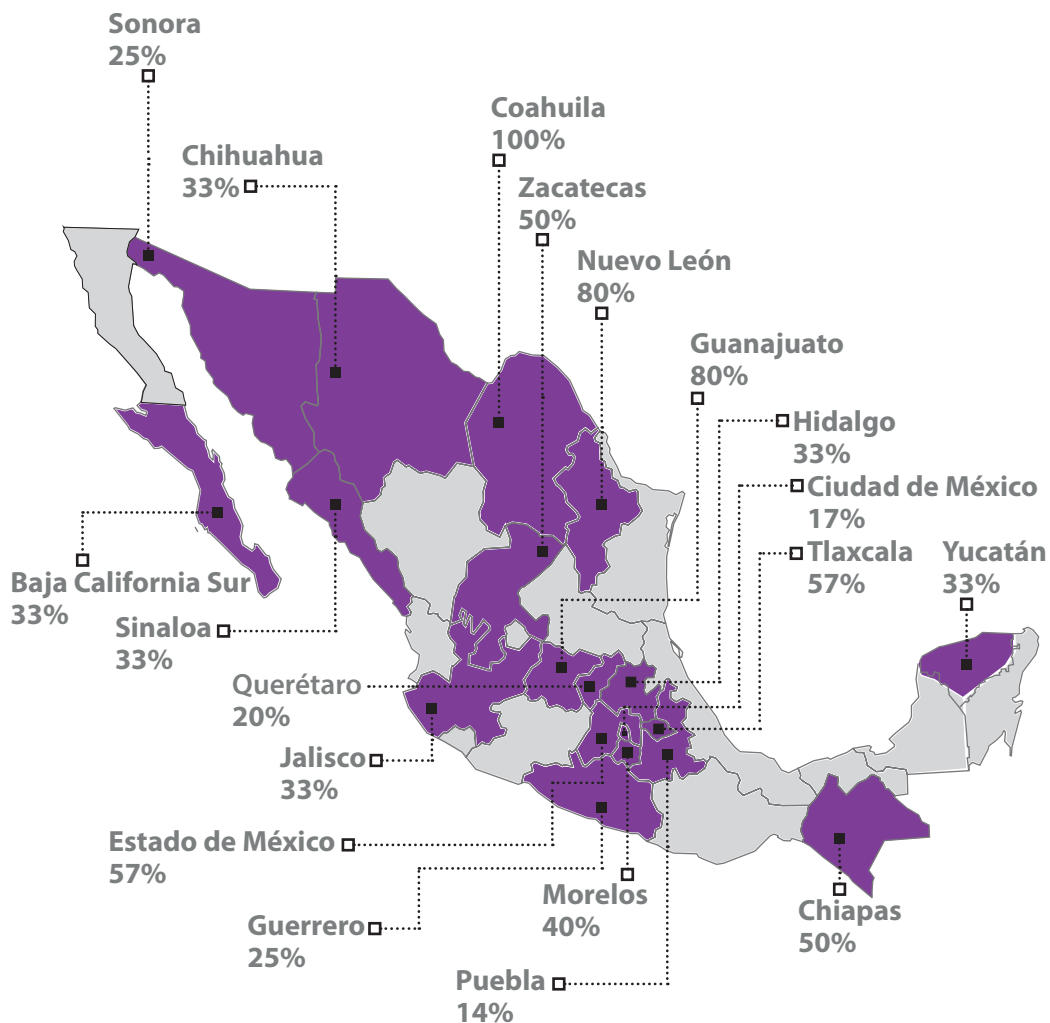 Sonora
25%
Coahuila
100%
Chihuahua
33%
Zacatecas
50%
Nuevo León
80%
Guanajuato
80%
Hidalgo
33%
Ciudad de México
17%
Tlaxcala
57%
Yucatán
33%
Baja California Sur
33%
Sinaloa
33%
Querétaro
20%
Jalisco
33%
Estado de México
57%
Morelos
40%
Chiapas
50%
Guerrero
25%
Puebla
14%